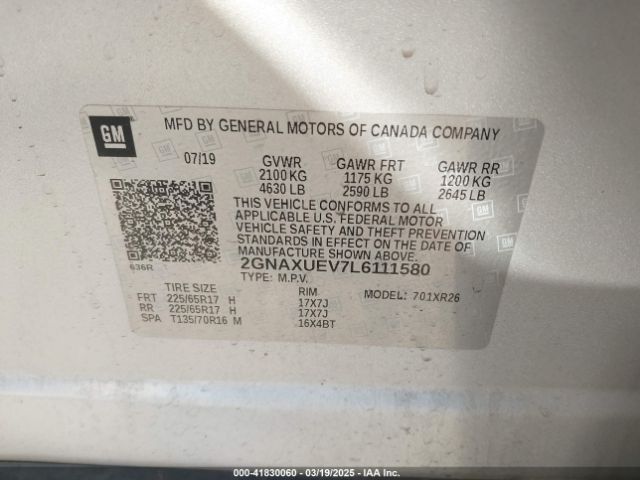 GM
MFD BY GENERAL MOTORS OF CANADA COMPANY
07/19 GVWR GAWR FRT GAWR RR
2100 KG 1175 KG 1200 KG
4630 LB 2590 LB 2645 LB
THIS VEHICLE CONFORMS TO ALL
APPLICABLE U.S. FEDERAL MOTOR
VEHICLE SAFETY AND THEFT PREVENTION
STANDARDS IN EFFECT ON THE DATE OF
MANUFACTURE SHOWN ABOVE.
2GNAXUEV7L6111580
TYPE: M.P.V.
636R
TIRE SIZE RIM MODEL: 701XR26
FRT 225/65R17 H 17X7J
RR 225/65R17 H 17X7J
SPA T135/70R16 M 16X4BT
000-41830060 - 03/19/2025 - IAAI.com